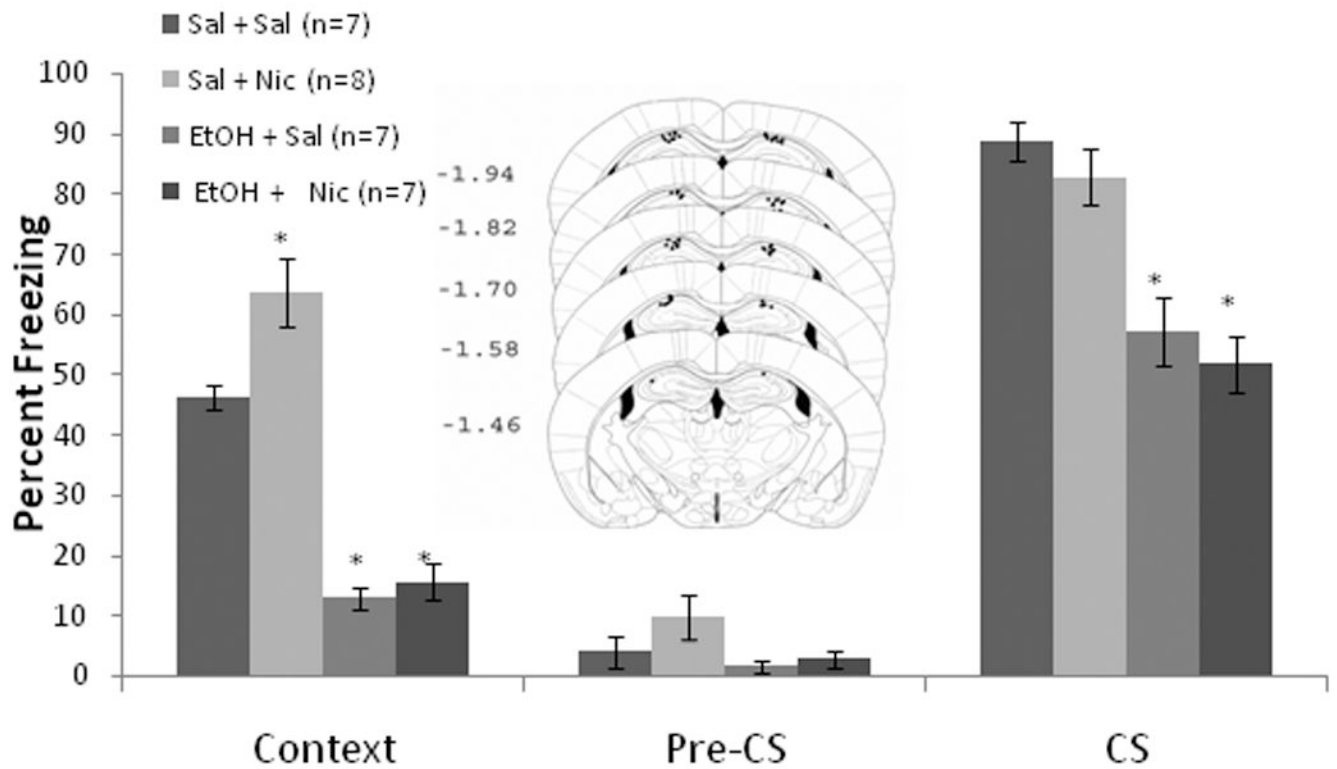 Sal + Sal (n=7)
Sal + Nic (n=8)
EtOH + Sal (n=7)
EtOH + Nic (n=7)
Percent Freezing
100
90
80
70
60
50
40
30
20
10
0
*
*
*
*
*
-1.94
-1.82
-1.70
-1.58
-1.46
Context
Pre-CS
CS